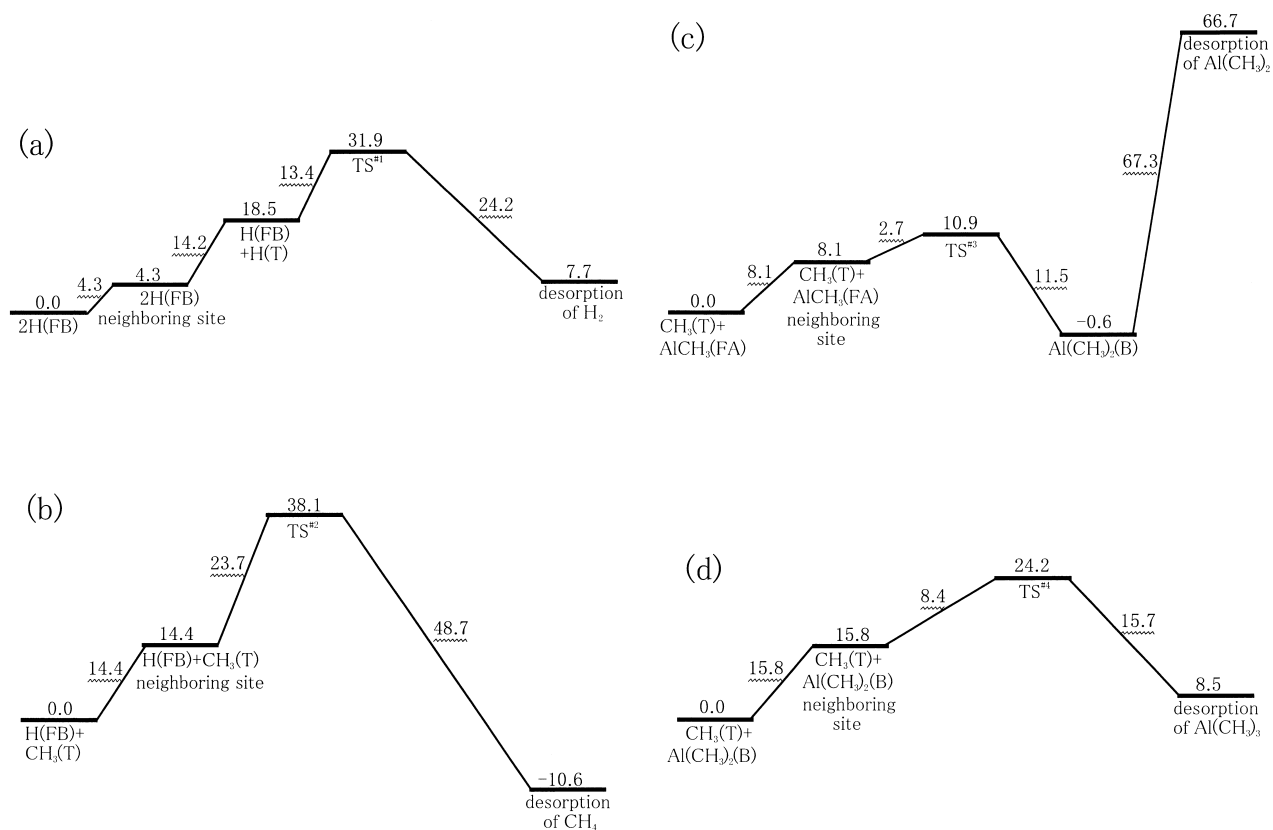 (a)
31.9
TS#1
13.4
24.2
18.5
H(FB)
+H(T)
14.2
4.3
4.3
2H(FB)
neighboring site
0.0
2H(FB)
7.7
desorption
of H₂
(b)
38.1
TS#2
23.7
48.7
14.4
H(FB)+CH₃(T)
neighboring site
14.4
0.0
H(FB)+
CH₃(T)
−10.6
desorption
of CH₄
(c)
66.7
desorption
of Al(CH₃)₂
67.3
10.9
TS#3
2.7
8.1
CH₃(T)+
AlCH₃(FA)
neighboring
site
8.1
11.5
0.0
CH₃(T)+
AlCH₃(FA)
−0.6
Al(CH₃)₂(B)
(d)
24.2
TS#4
8.4
15.7
15.8
CH₃(T)+
Al(CH₃)₂(B)
neighboring
site
15.8
0.0
CH₃(T)+
Al(CH₃)₂(B)
8.5
desorption
of Al(CH₃)₃